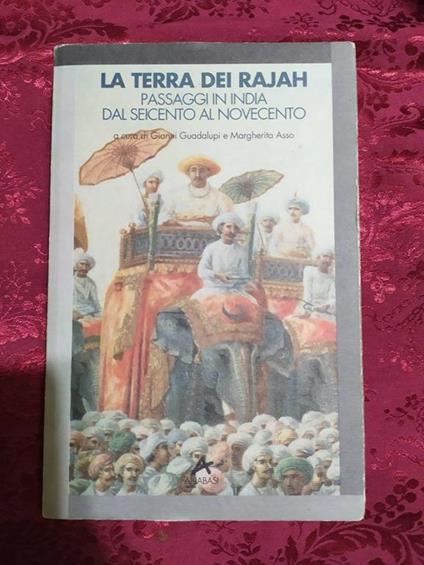 LA TERRA DEI RAJAH
PASSAGGI IN INDIA
DAL SEICENTO AL NOVECENTO
a cura di Gianni Guadalupi e Margherita Asso
ANABASI